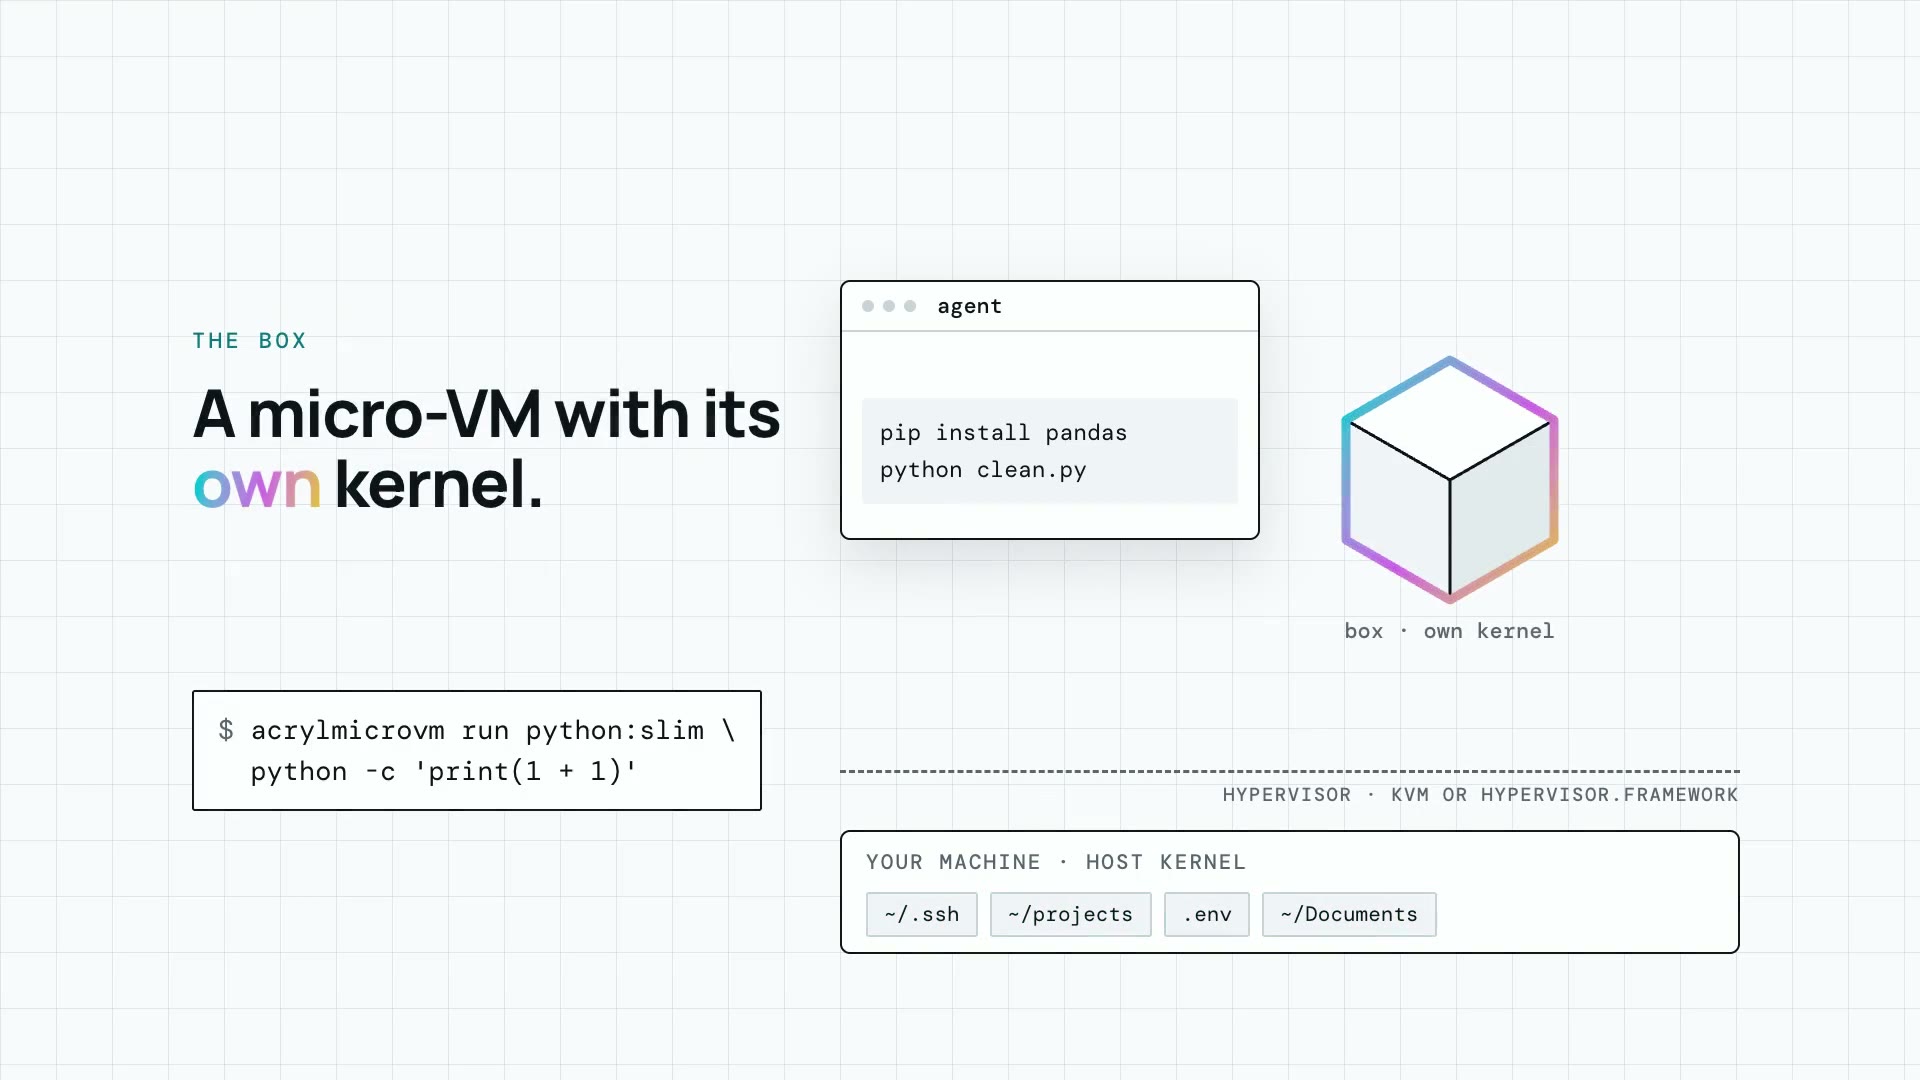 THE BOX
A micro-VM with its
own kernel.
$ acrylmicrovm run python:slim \
python -c 'print(1 + 1)'
agent
pip install pandas
python clean.py
box · own kernel
HYPERVISOR · KVM OR HYPERVISOR.FRAMEWORK
YOUR MACHINE · HOST KERNEL
~/.ssh ~/projects .env ~/Documents